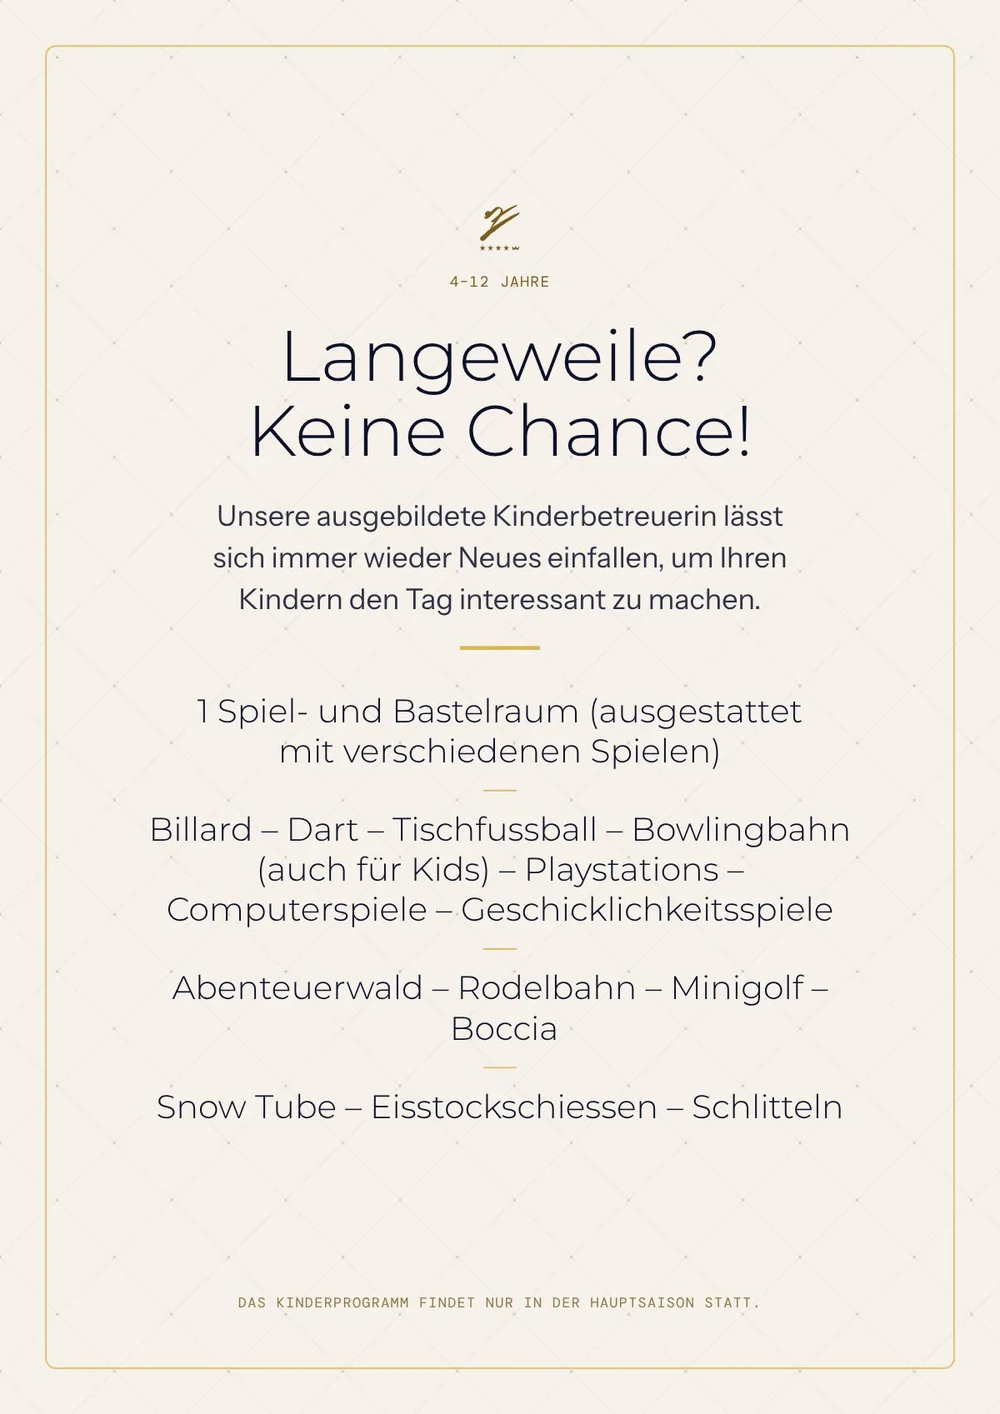 4-12 JAHRE
Langeweile?
Keine Chance!
Unsere ausgebildete Kinderbetreuerin lässt
sich immer wieder Neues einfallen, um Ihren
Kindern den Tag interessant zu machen.
1 Spiel- und Bastelraum (ausgestattet
mit verschiedenen Spielen)
Billard – Dart – Tischfussball – Bowlingbahn
(auch für Kids) – Playstations –
Computerspiele – Geschicklichkeitsspiele
Abenteuerwald – Rodelbahn – Minigolf –
Boccia
Snow Tube – Eisstockschiessen – Schlitteln
DAS KINDERPROGRAMM FINDET NUR IN DER HAUPTSAISON STATT.